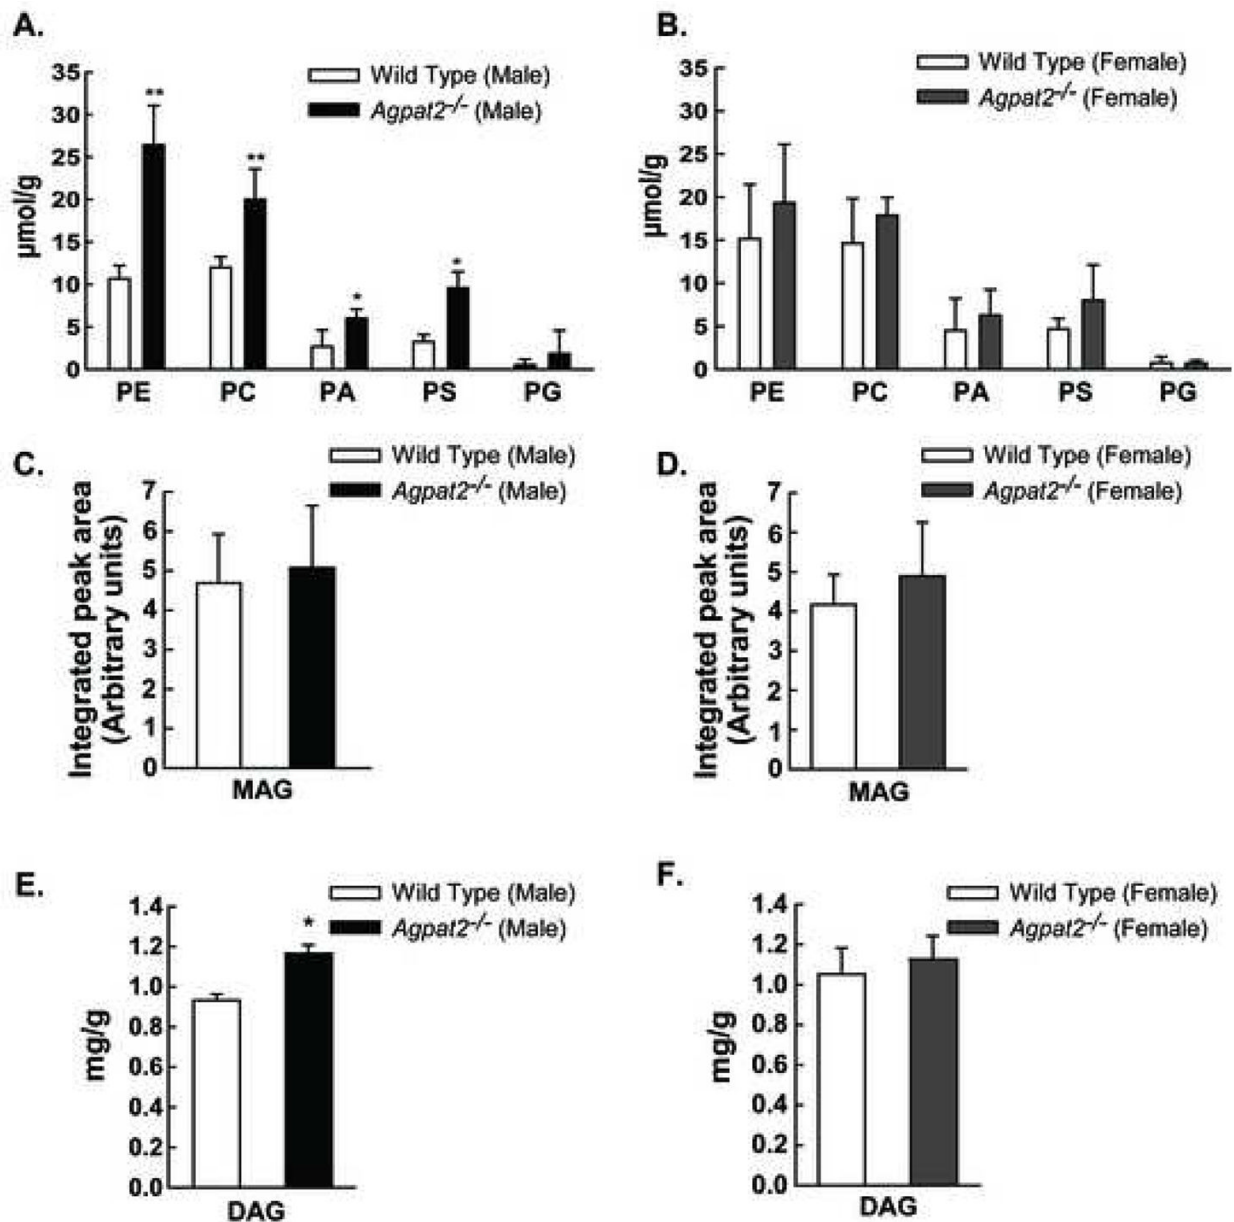 A.
Wild Type (Male)
Agpat2-/- (Male)
µmol/g
35
30
25
20
15
10
5
0
**
**
*
*
PE PC PA PS PG
B.
Wild Type (Female)
Agpat2-/- (Female)
µmol/g
35
30
25
20
15
10
5
0
PE PC PA PS PG
C.
Wild Type (Male)
Agpat2-/- (Male)
Integrated peak area
(Arbitrary units)
7
6
5
4
3
2
1
0
MAG
D.
Wild Type (Female)
Agpat2-/- (Female)
Integrated peak area
(Arbitrary units)
7
6
5
4
3
2
1
0
MAG
E.
Wild Type (Male)
Agpat2-/- (Male)
mg/g
1.4
1.2
1.0
0.8
0.6
0.4
0.2
0.0
*
DAG
F.
Wild Type (Female)
Agpat2-/- (Female)
mg/g
1.4
1.2
1.0
0.8
0.6
0.4
0.2
0.0
DAG